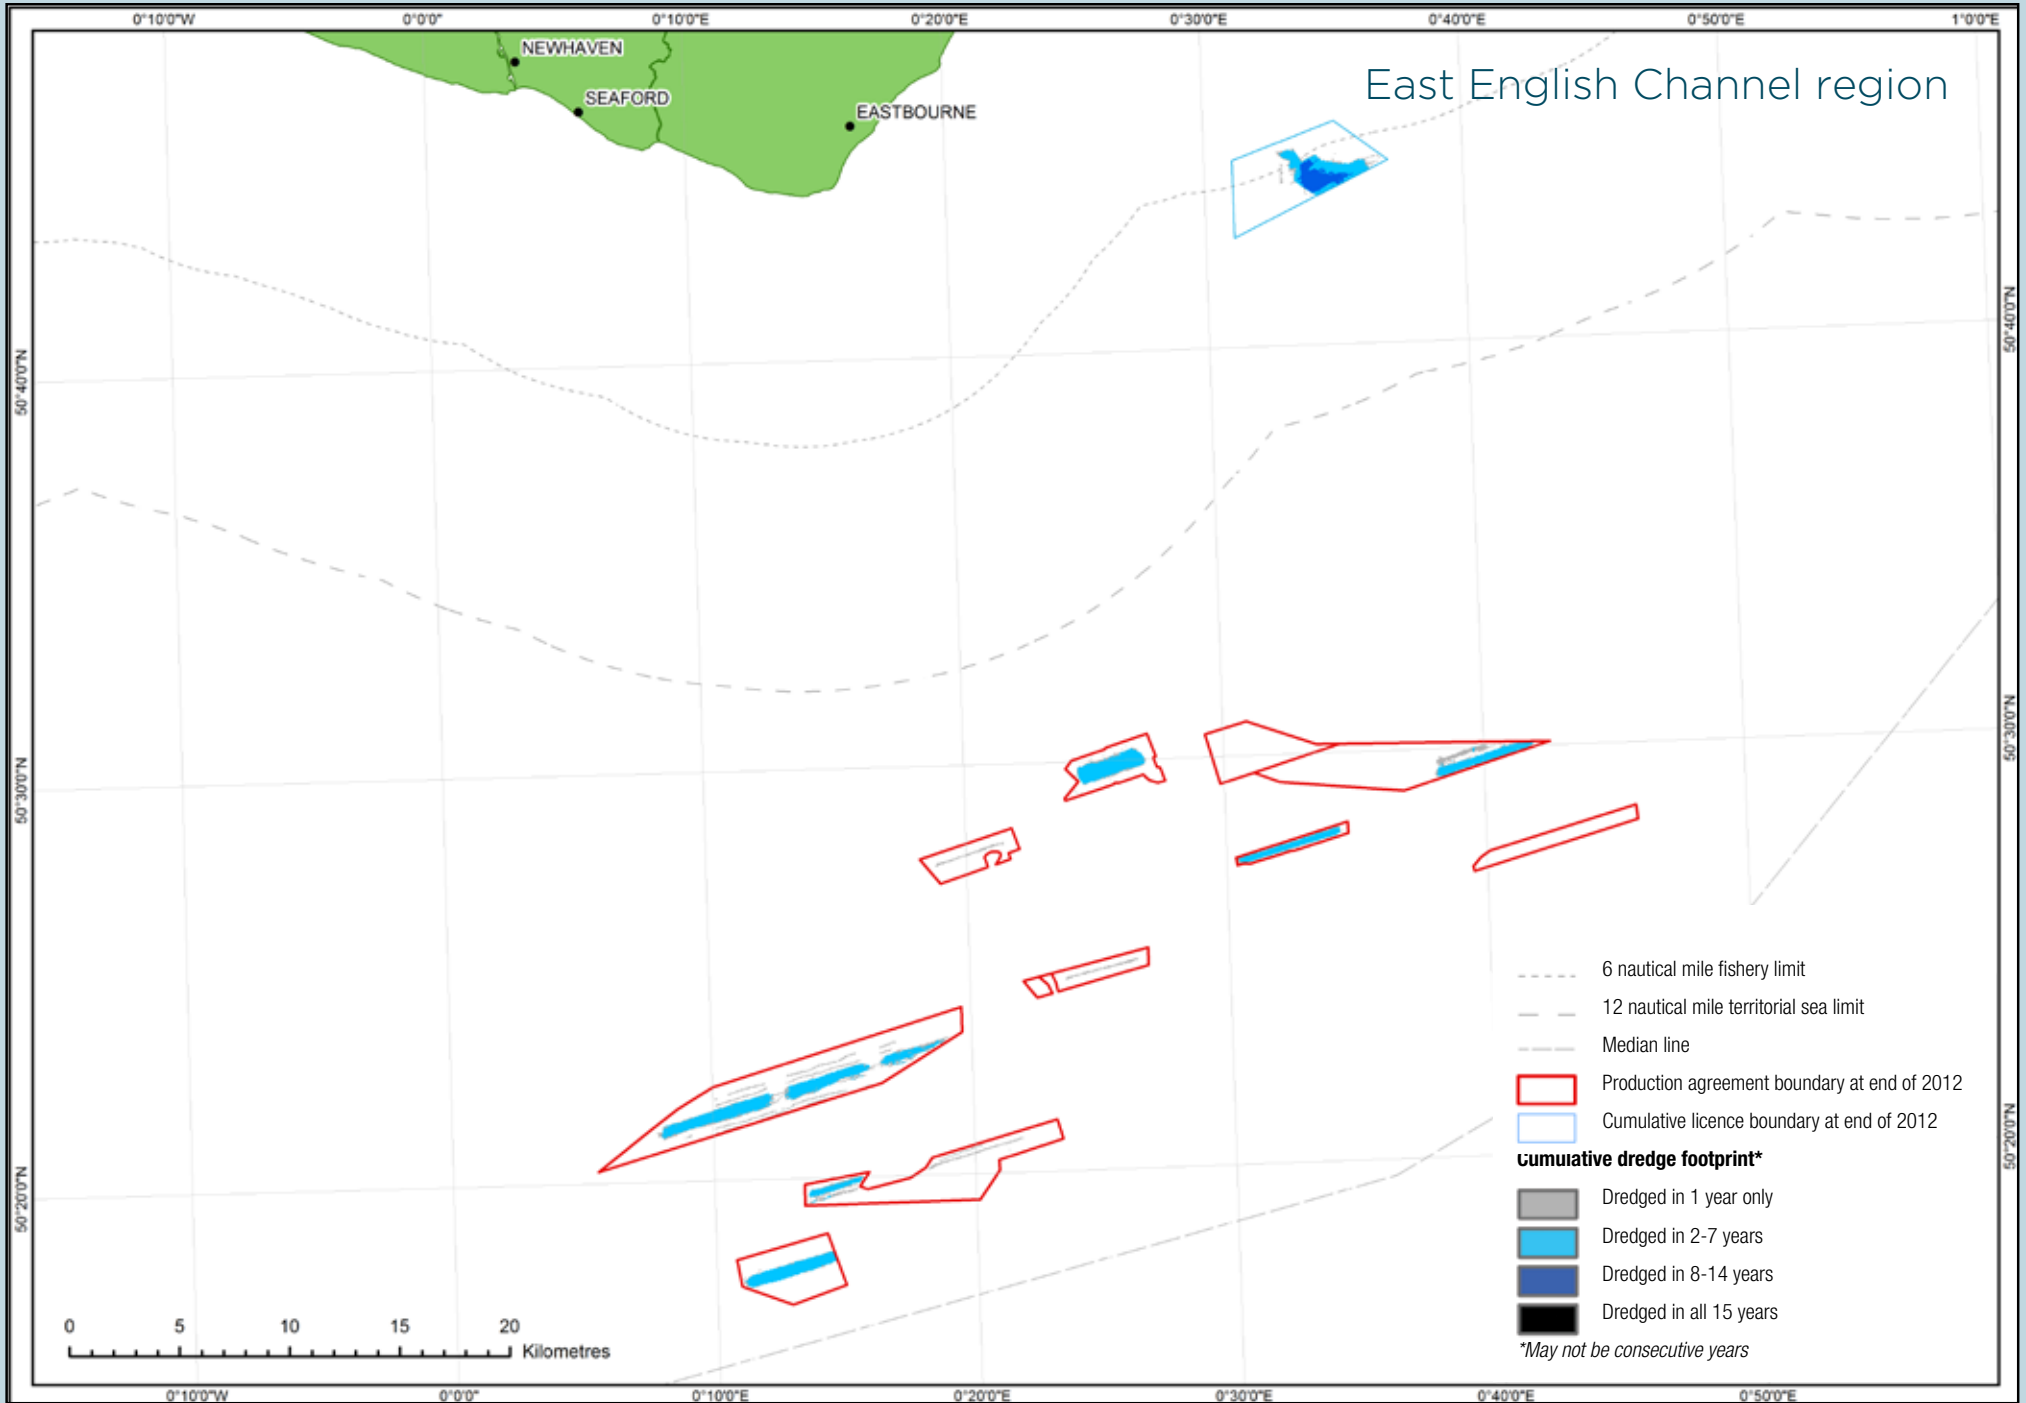 0°10'0"W 0°0'0" 0°10'0"E 0°20'0"E 0°30'0"E 0°40'0"E 0°50'0"E 1°0'0"E
NEWHAVEN
East English Channel region
SEAFORD
EASTBOURNE
50°40'0"N
50°40'0"N
50°30'0"N
50°30'0"N
6 nautical mile fishery limit
12 nautical mile territorial sea limit
Median line
Production agreement boundary at end of 2012
Cumulative licence boundary at end of 2012
50°20'0"N
Cumulative dredge footprint*
50°20'0"N
Dredged in 1 year only
Dredged in 2-7 years
Dredged in 8-14 years
Dredged in all 15 years
*May not be consecutive years
0 5 10 15 20
Kilometres
0°10'0"W 0°0'0" 0°10'0"E 0°20'0"E 0°30'0"E 0°40'0"E 0°50'0"E